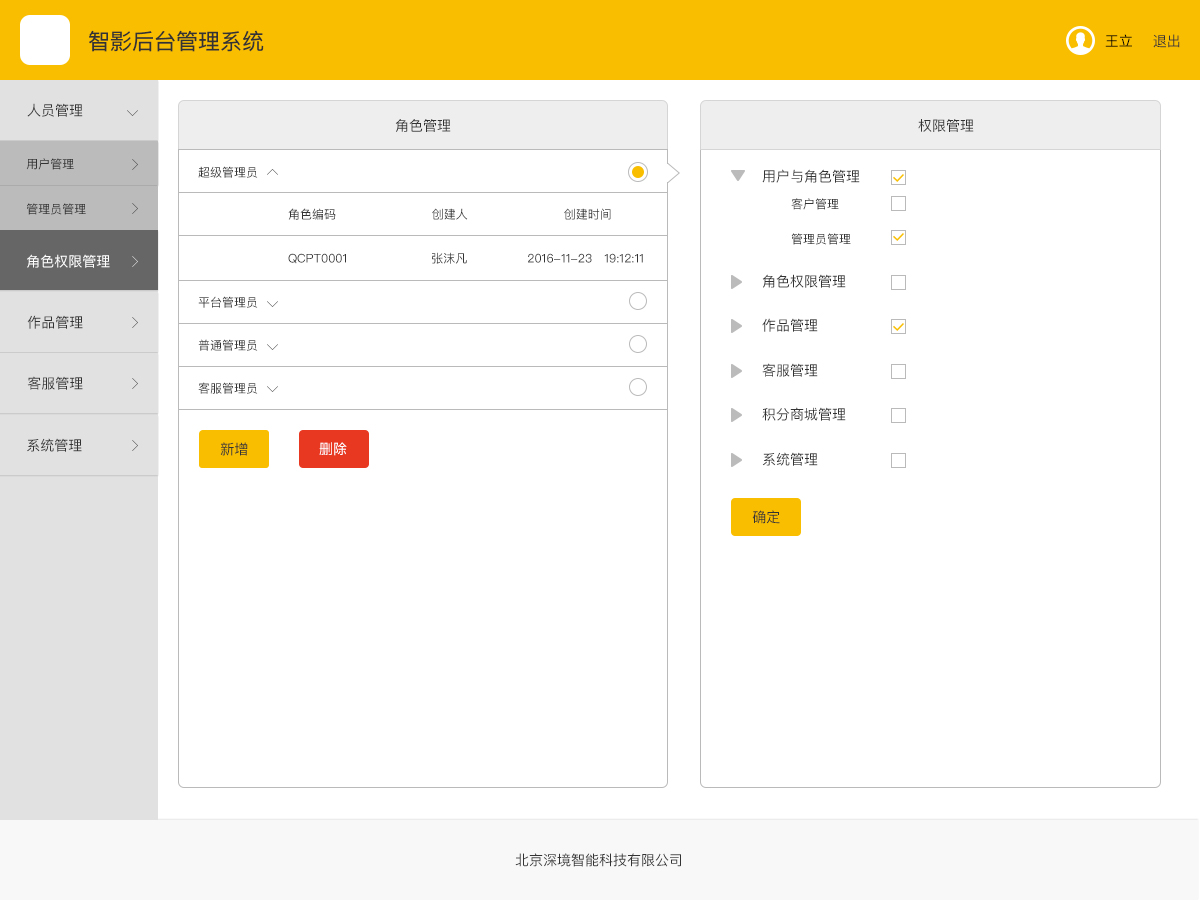 智影后台管理系统
王立 退出
人员管理
用户管理
管理员管理
角色权限管理
作品管理
客服管理
系统管理
角色管理
超级管理员
角色编码 创建人 创建时间
QCPT0001 张沫凡 2016-11-23 19:12:11
平台管理员
普通管理员
客服管理员
新增 删除
权限管理
用户与角色管理
客户管理
管理员管理
角色权限管理
作品管理
客服管理
积分商城管理
系统管理
确定
北京深境智能科技有限公司